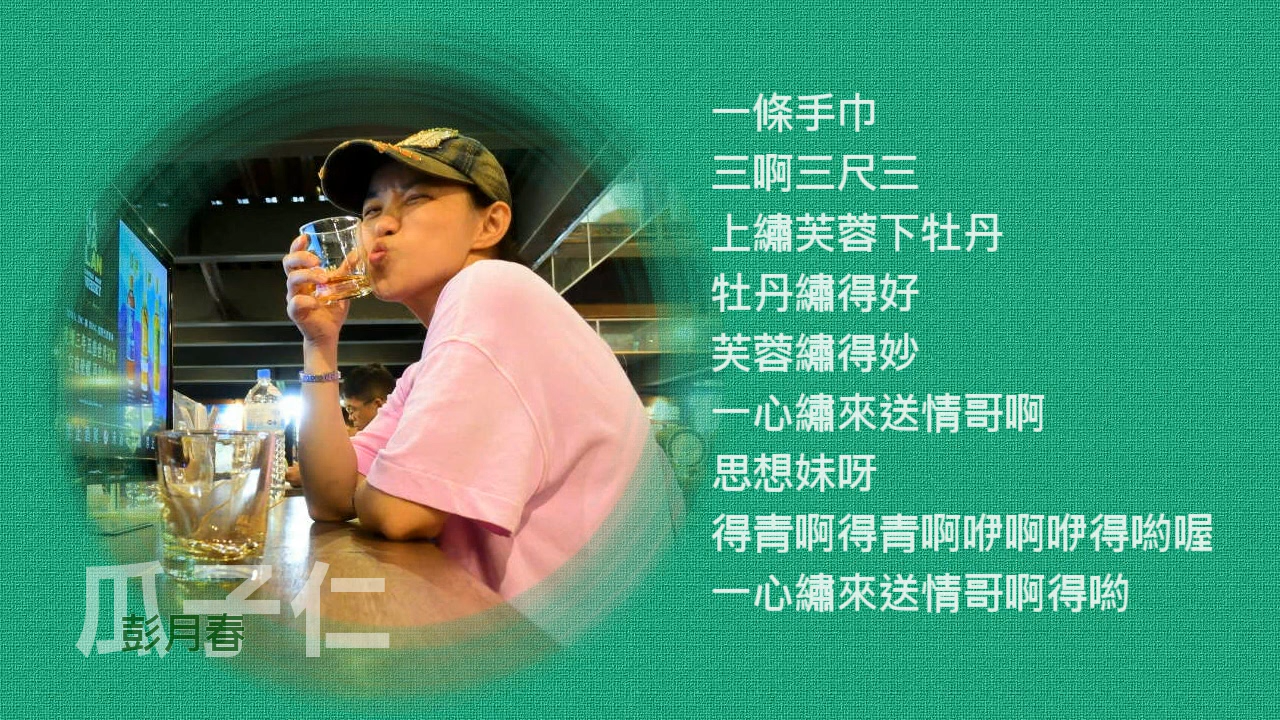 一條手巾
三啊三尺三
上繡芙蓉下牡丹
牡丹繡得好
芙蓉繡得妙
一心繡來送情哥啊
思想妹呀
得青啊得青啊咿啊咿得喲喔
一心繡來送情哥啊得喲
瓜子仁
彭月春